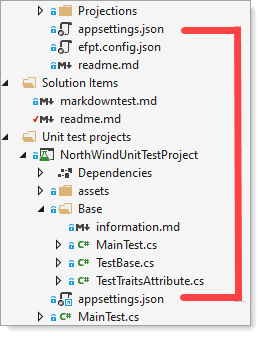 Projections
appsettings.json
efpt.config.json
readme.md
Solution Items
markdowntest.md
readme.md
Unit test projects
NorthWindUnitTestProject
Dependencies
assets
Base
information.md
C# MainTest.cs
C# TestBase.cs
C# TestTraitsAttribute.cs
appsettings.json
C# MainTest.cs